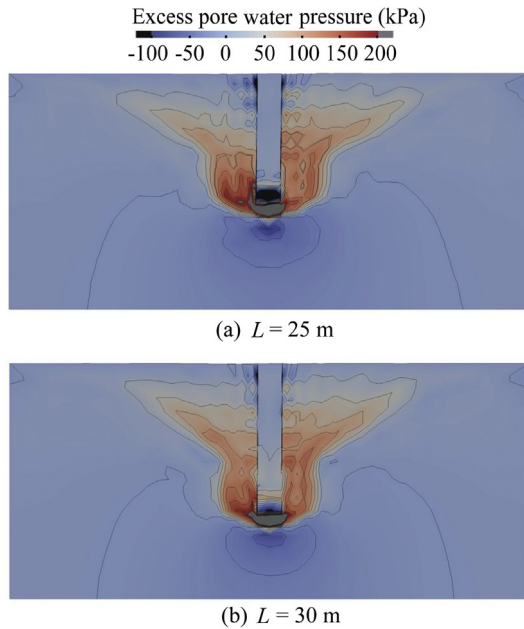 Excess pore water pressure (kPa)
-100 -50 0 50 100 150 200
(a) L = 25 m
(b) L = 30 m